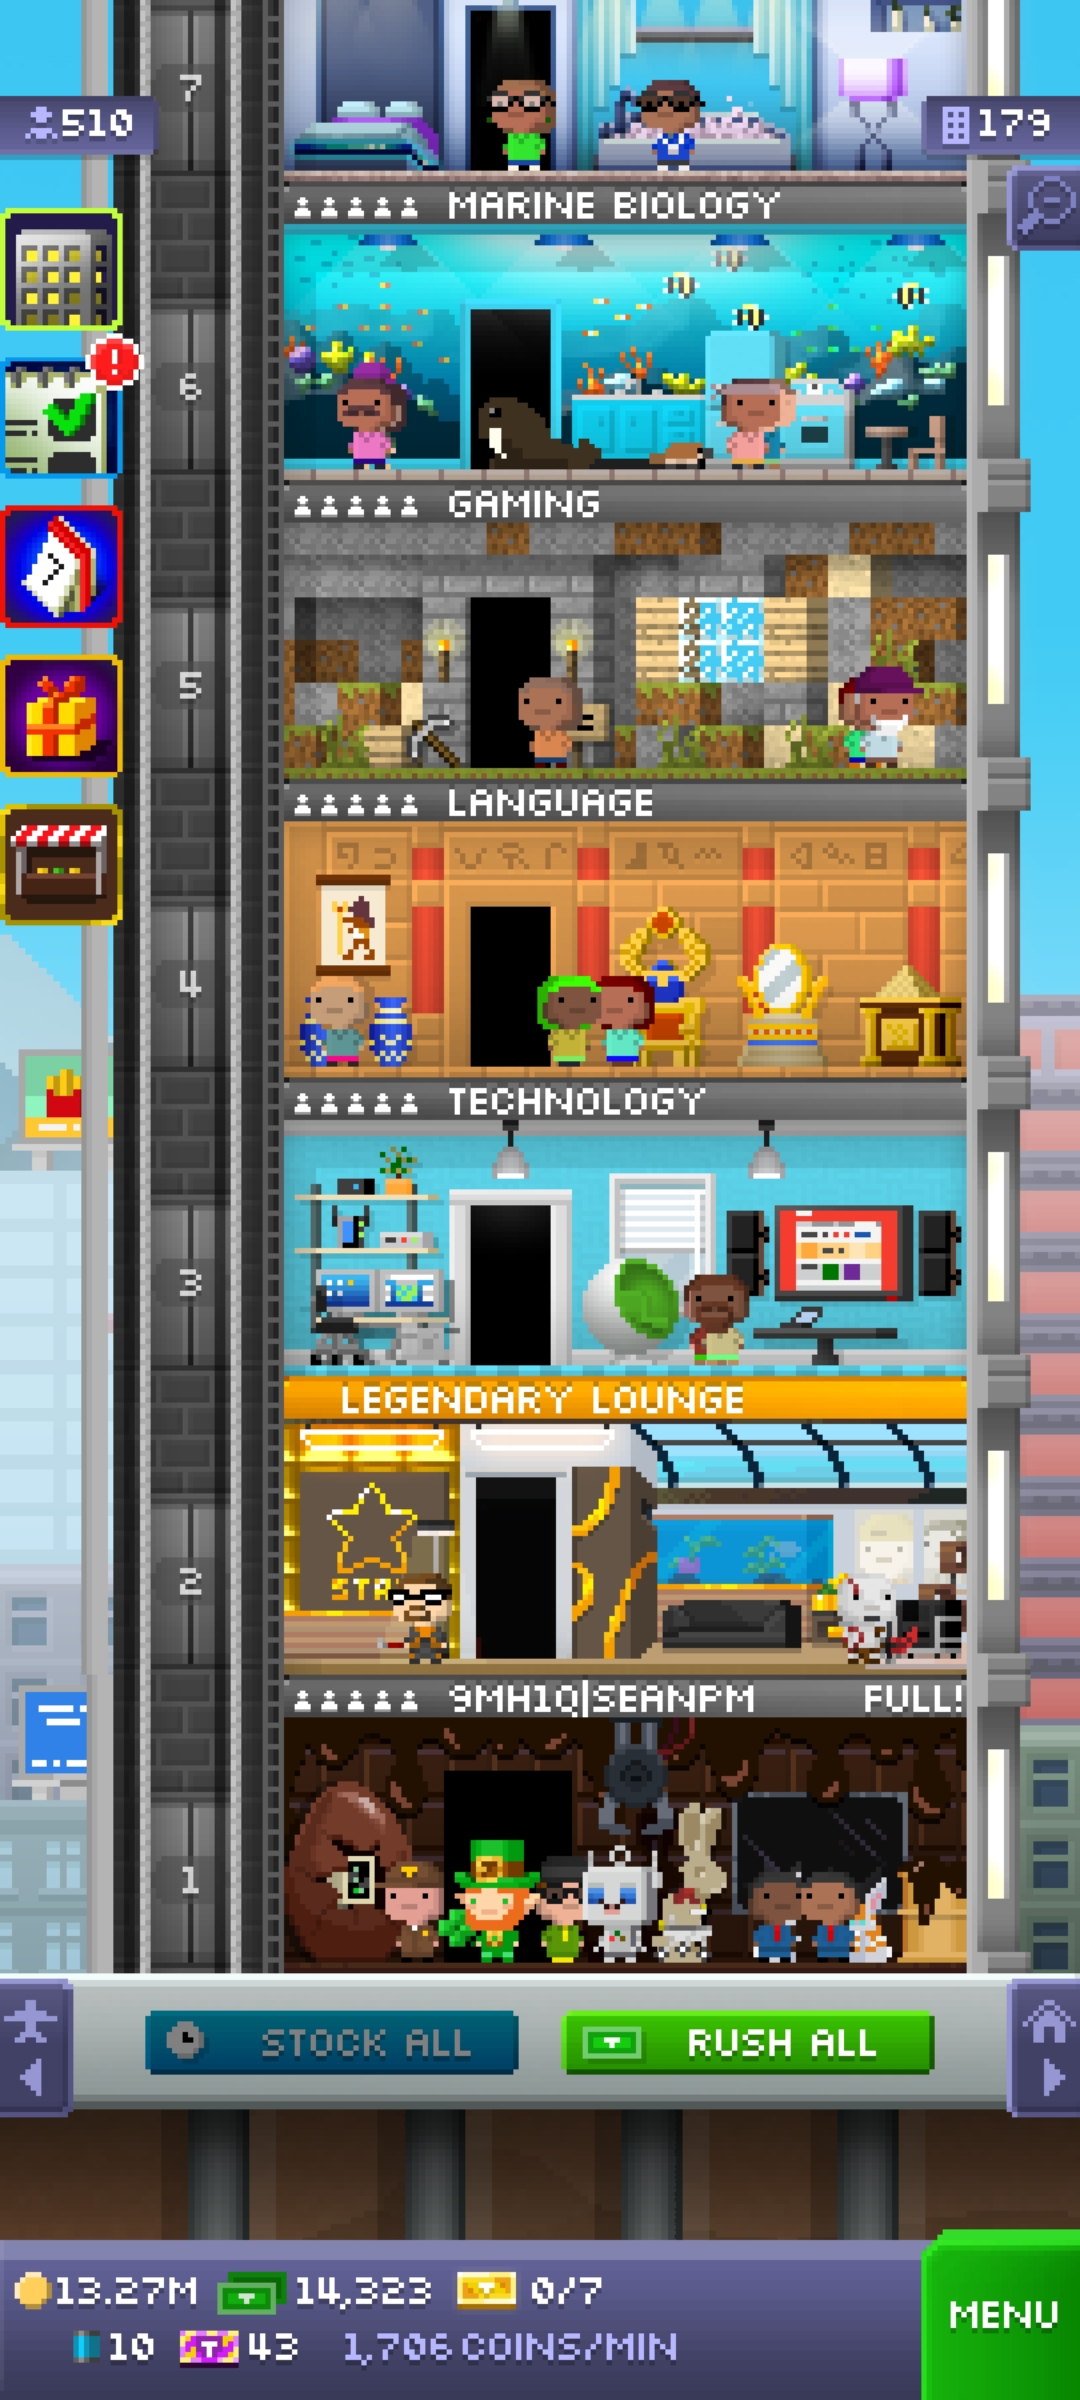 7
510
179
MARINE BIOLOGY
6
GAMING
5
LANGUAGE
4
TECHNOLOGY
3
LEGENDARY LOUNGE
2
9MH1Q|SEANPM FULL!
1
STOCK ALL
RUSH ALL
13.27M 14,323 0/7
10 43 1,706 COINS/MIN
MENU